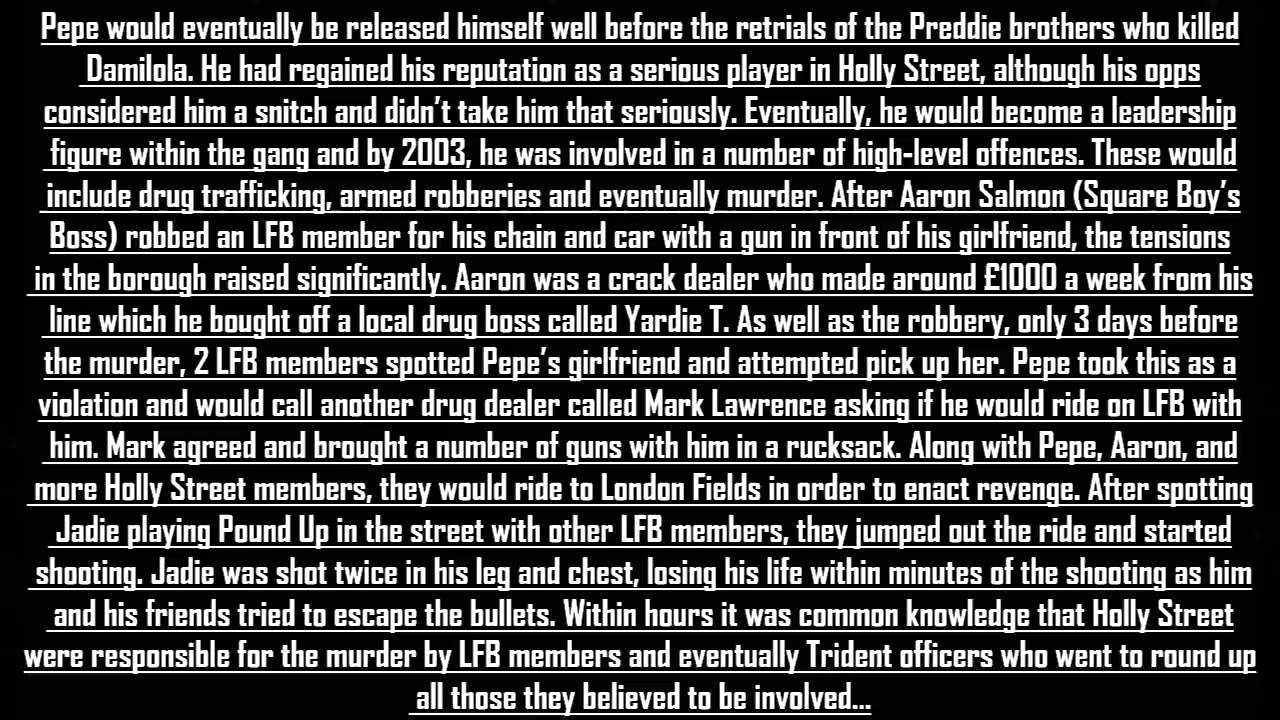 Pepe would eventually be released himself well before the retrials of the Preddie brothers who killed
Damilola. He had regained his reputation as a serious player in Holly Street, although his opps
considered him a snitch and didn't take him that seriously. Eventually, he would become a leadership
figure within the gang and by 2003, he was involved in a number of high-level offences. These would
include drug trafficking, armed robberies and eventually murder. After Aaron Salmon (Square Boy's
Boss) robbed an LFB member for his chain and car with a gun in front of his girlfriend, the tensions
in the borough raised significantly. Aaron was a crack dealer who made around £1000 a week from his
line which he bought off a local drug boss called Yardie T. As well as the robbery, only 3 days before
the murder, 2 LFB members spotted Pepe's girlfriend and attempted pick up her. Pepe took this as a
violation and would call another drug dealer called Mark Lawrence asking if he would ride on LFB with
him. Mark agreed and brought a number of guns with him in a rucksack. Along with Pepe, Aaron, and
more Holly Street members, they would ride to London Fields in order to enact revenge. After spotting
Jadie playing Pound Up in the street with other LFB members, they jumped out the ride and started
shooting. Jadie was shot twice in his leg and chest, losing his life within minutes of the shooting as him
and his friends tried to escape the bullets. Within hours it was common knowledge that Holly Street
were responsible for the murder by LFB members and eventually Trident officers who went to round up
all those they believed to be involved...